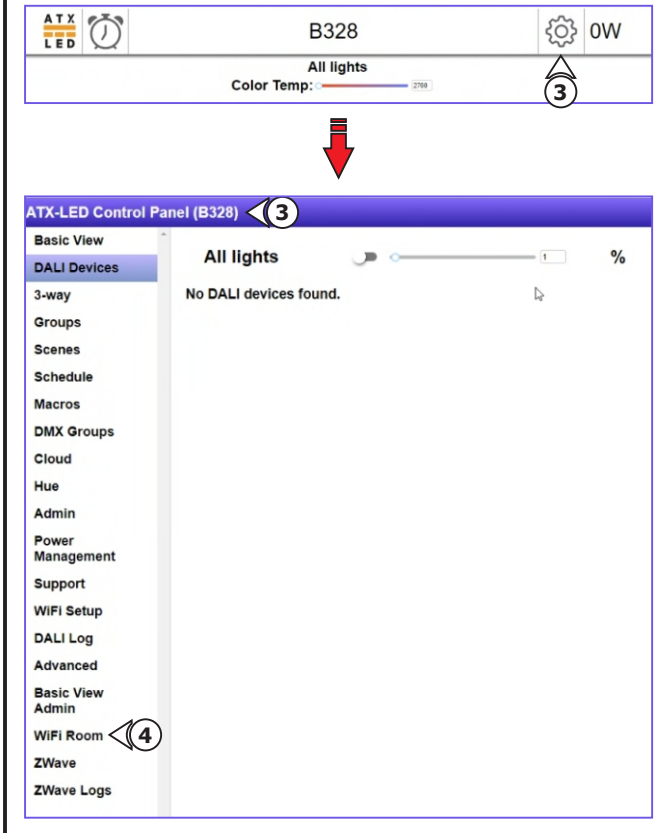 ATX
LED
B328
0W
All lights
Color Temp:
2700
3
ATX-LED Control Panel (B328)
3
Basic View
DALI Devices
3-way
Groups
Scenes
Schedule
Macros
DMX Groups
Cloud
Hue
Admin
Power
Management
Support
WiFi Setup
DALI Log
Advanced
Basic View
Admin
WiFi Room
4
ZWave
ZWave Logs
All lights
1
%
No DALI devices found.